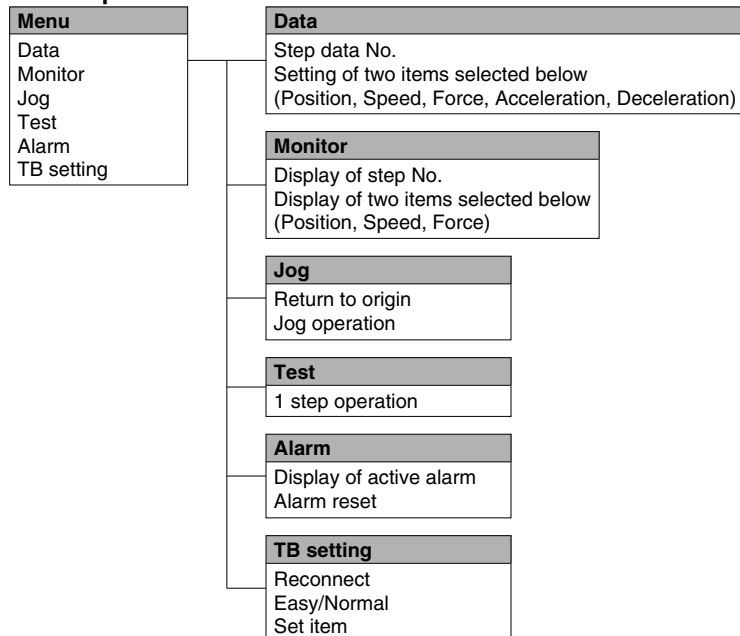 Menu
Data
Monitor
Jog
Test
Alarm
TB setting
Data
Step data No.
Setting of two items selected below
(Position, Speed, Force, Acceleration, Deceleration)
Monitor
Display of step No.
Display of two items selected below
(Position, Speed, Force)
Jog
Return to origin
Jog operation
Test
1 step operation
Alarm
Display of active alarm
Alarm reset
TB setting
Reconnect
Easy/Normal
Set item